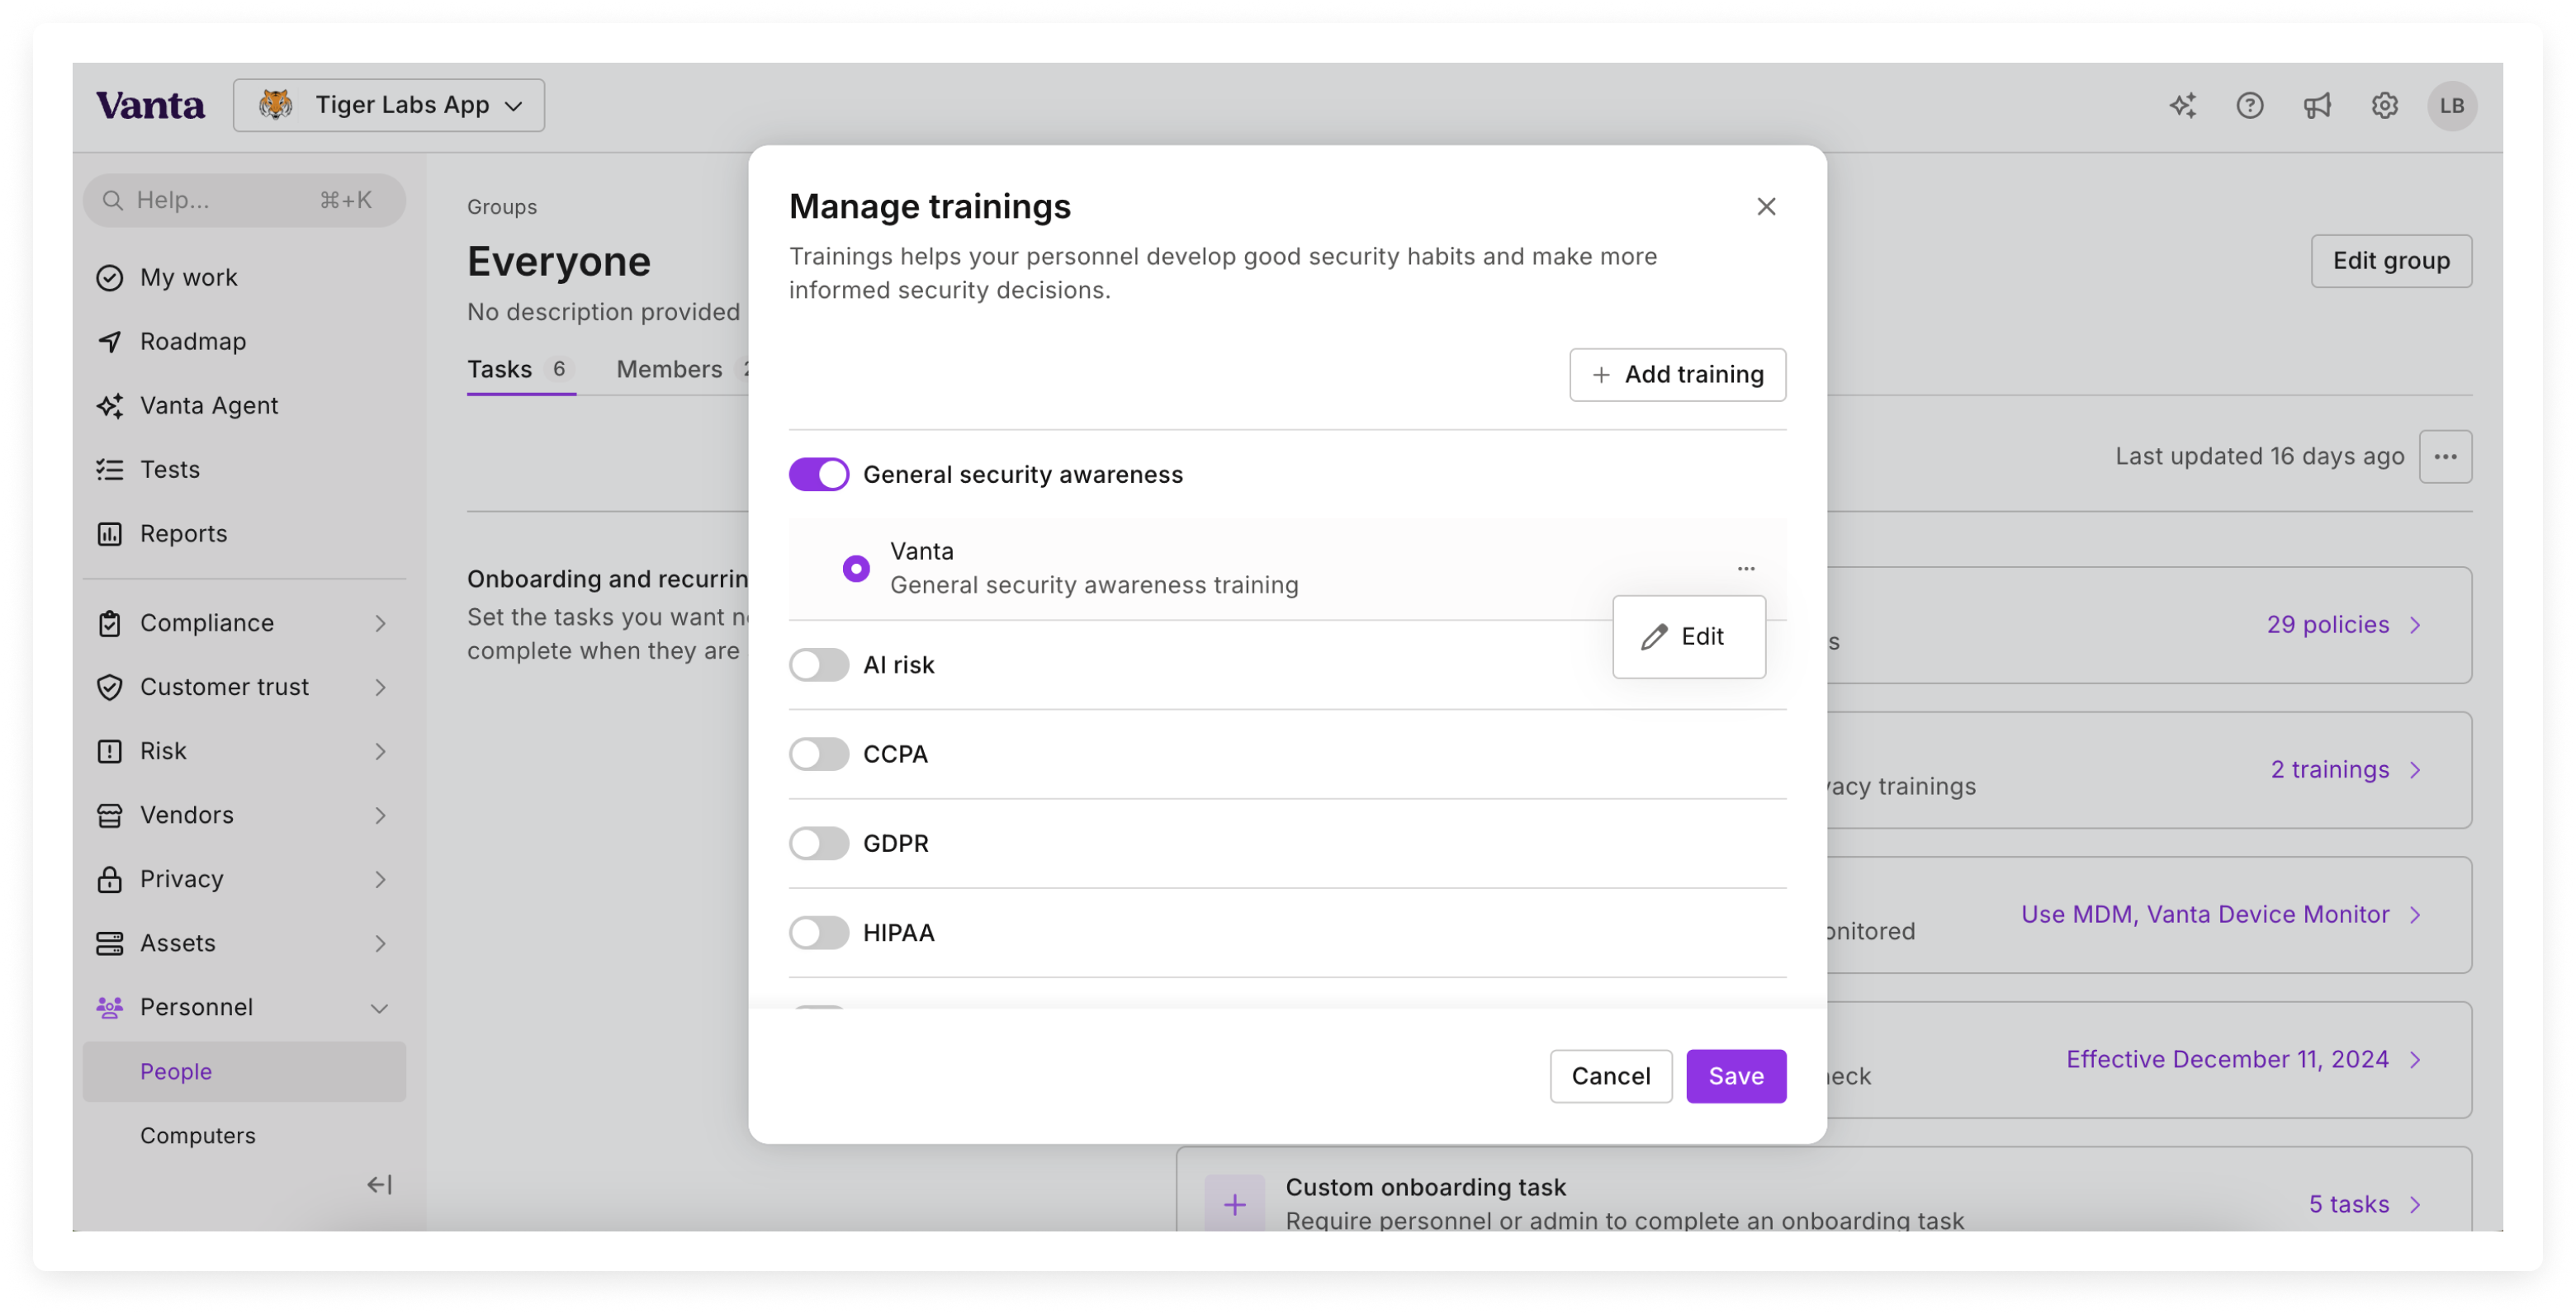 Vanta
Tiger Labs App
LB
Help...
⌘+K
My work
Roadmap
Vanta Agent
Tests
Reports
Compliance
Customer trust
Risk
Vendors
Privacy
Assets
Personnel
People
Computers
Groups
Everyone
No description provided
Edit group
Tasks 6
Members
Last updated 16 days ago
Onboarding and
Set the tasks you want
complete when they are
29 policies
2 trainings
trainings
Use MDM, Vanta Device Monitor
Effective December 11, 2024
Custom onboarding task
Require personnel or admin to complete an onboarding task
5 tasks
Manage trainings
Trainings helps your personnel develop good security habits and make more
informed security decisions.
+ Add training
General security awareness
Vanta
General security awareness training
Edit
AI risk
CCPA
GDPR
HIPAA
Cancel
Save